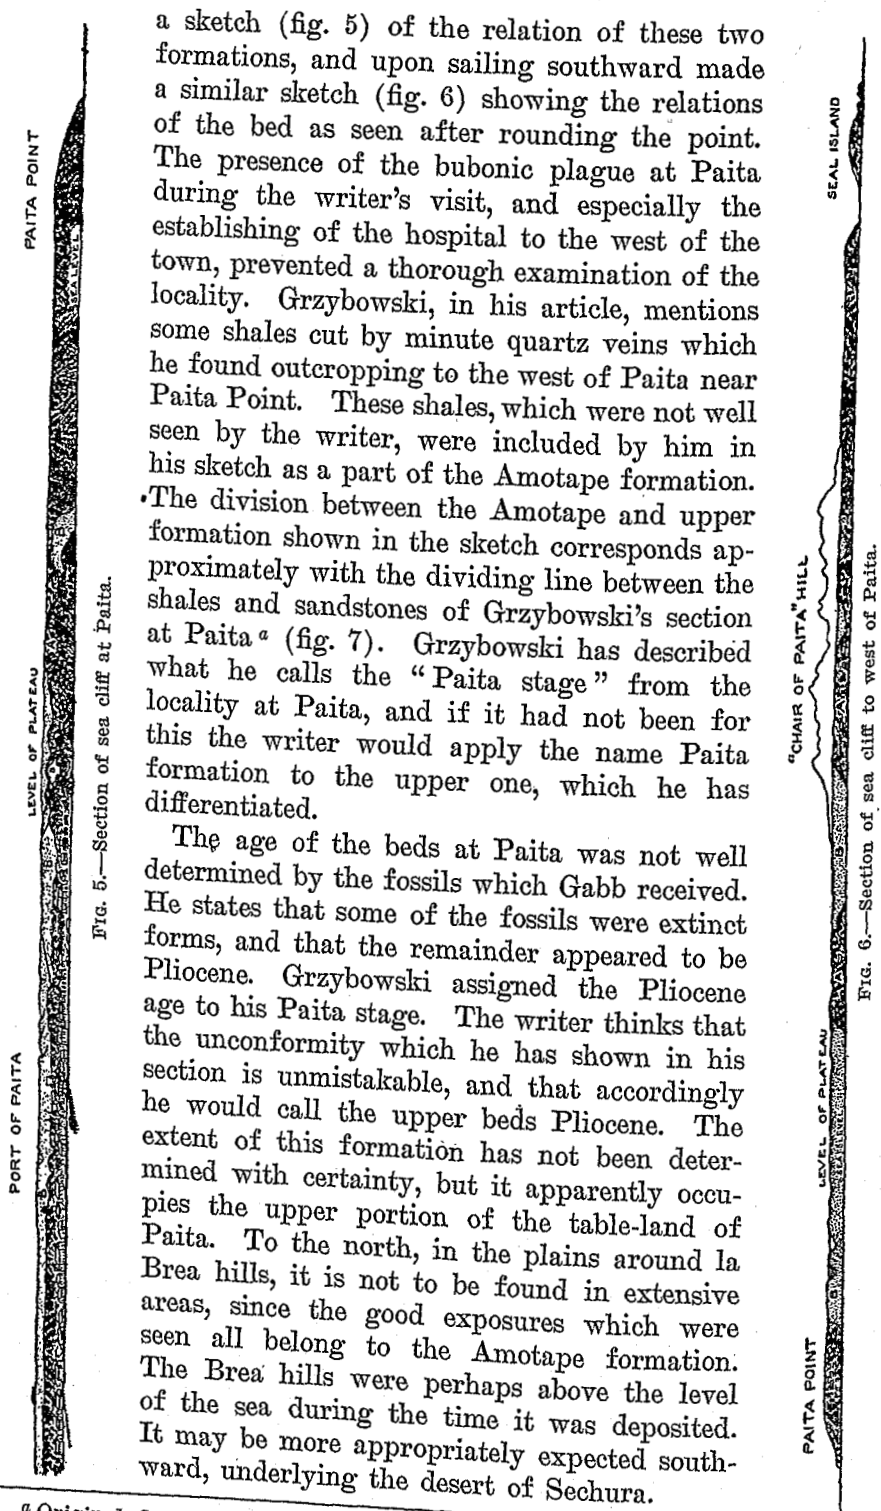 a sketch (fig. 5) of the relation of these two
formations, and upon sailing southward made
a similar sketch (fig. 6) showing the relations
of the bed as seen after rounding the point.
The presence of the bubonic plague at Paita
during the writer's visit, and especially the
establishing of the hospital to the west of the
town, prevented a thorough examination of the
locality. Grzybowski, in his article, mentions
some shales cut by minute quartz veins which
he found outcropping to the west of Paita near
Paita Point. These shales, which were not well
seen by the writer, were included by him in
his sketch as a part of the Amotape formation.
The division between the Amotape and upper
formation shown in the sketch corresponds ap-
proximately with the dividing line between the
shales and sandstones of Grzybowski's section
at Paita a (fig. 7). Grzybowski has described
what he calls the "Paita stage" from the
locality at Paita, and if it had not been for
this the writer would apply the name Paita
formation to the upper one, which he has
differentiated.
The age of the beds at Paita was not well
determined by the fossils which Gabb received.
He states that some of the fossils were extinct
forms, and that the remainder appeared to be
Pliocene. Grzybowski assigned the Pliocene
age to his Paita stage. The writer thinks that
the unconformity which he has shown in his
section is unmistakable, and that accordingly
he would call the upper beds Pliocene. The
extent of this formation has not been deter-
mined with certainty, but it apparently occu-
pies the upper portion of the table-land of
Paita. To the north, in the plains around la
Brea hills, it is not to be found in extensive
areas, since the good exposures which were
seen all belong to the Amotape formation.
The Brea hills were perhaps above the level
of the sea during the time it was deposited.
It may be more appropriately expected south-
ward, underlying the desert of Sechura.
PORT OF PAITA
LEVEL OF PLATEAU
SEA LEVEL
PAITA POINT
FIG. 5.—Section of sea cliff at Paita.
PAITA POINT
LEVEL OF PLATEAU
"CHAIR OF PAITA" HILL
SEAL ISLAND
FIG. 6.—Section of sea cliff to west of Paita.